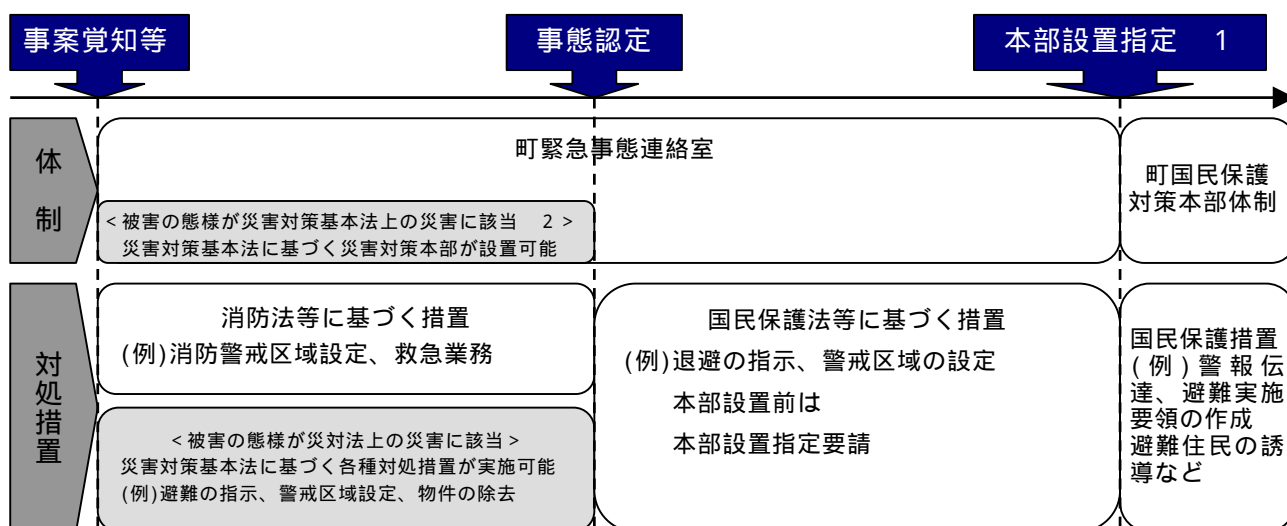 事案覚知等
事態認定
本部設置指定　1
体制
町緊急事態連絡室
<被害の態様が災害対策基本法上の災害に該当　2>
災害対策基本法に基づく災害対策本部が設置可能
町国民保護
対策本部体制
対処措置
消防法等に基づく措置
(例)消防警戒区域設定、救急業務
<被害の態様が災対法上の災害に該当>
災害対策基本法に基づく各種対処措置が実施可能
(例)避難の指示、警戒区域設定、物件の除去
国民保護法等に基づく措置
(例)退避の指示、警戒区域の設定
本部設置前は
本部設置指定要請
国民保護措置
(例)警報伝
達、避難実施
要領の作成
避難住民の誘
導など